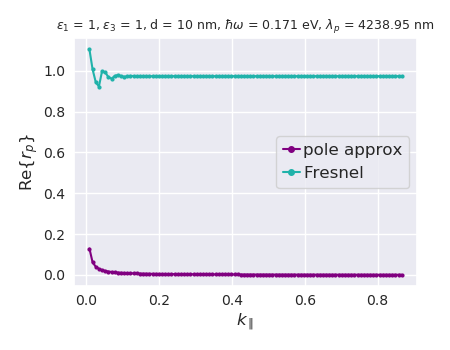 ε₁ = 1, ε₃ = 1, d = 10 nm, ℏω = 0.171 eV, λₚ = 4238.95 nm
Re{rₚ}
1.0
0.8
0.6
0.4
0.2
0.0
pole approx
Fresnel
0.0 0.2 0.4 0.6 0.8
k∥